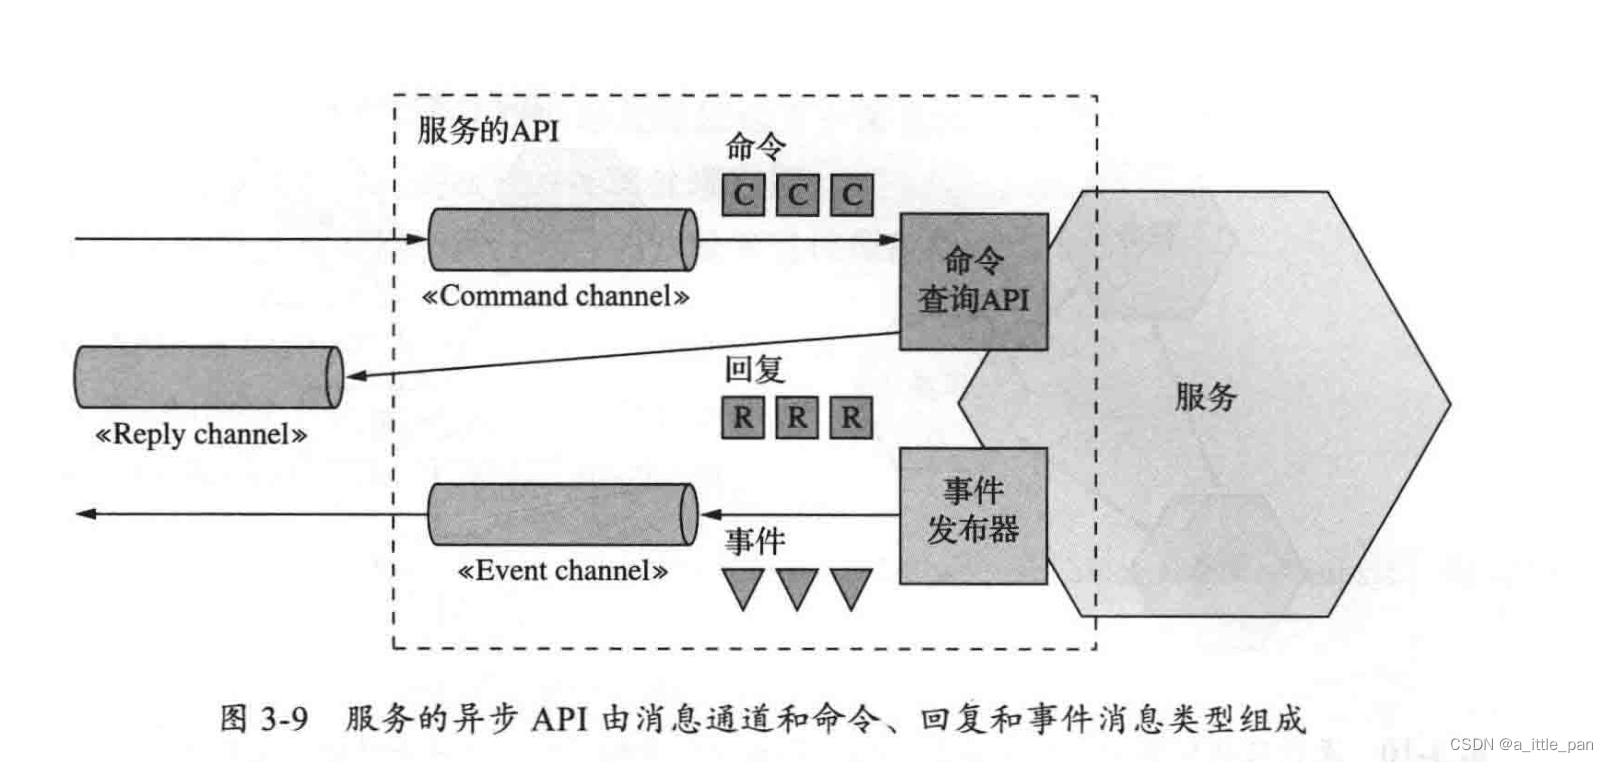 服务的API
命令
C C C
命令
查询API
≪Command channel≫
回复
R R R
≪Reply channel≫
服务
事件
发布器
事件
≪Event channel≫
图 3-9 服务的异步 API 由消息通道和命令、回复和事件消息类型组成
CSDN @a_ittle_pan